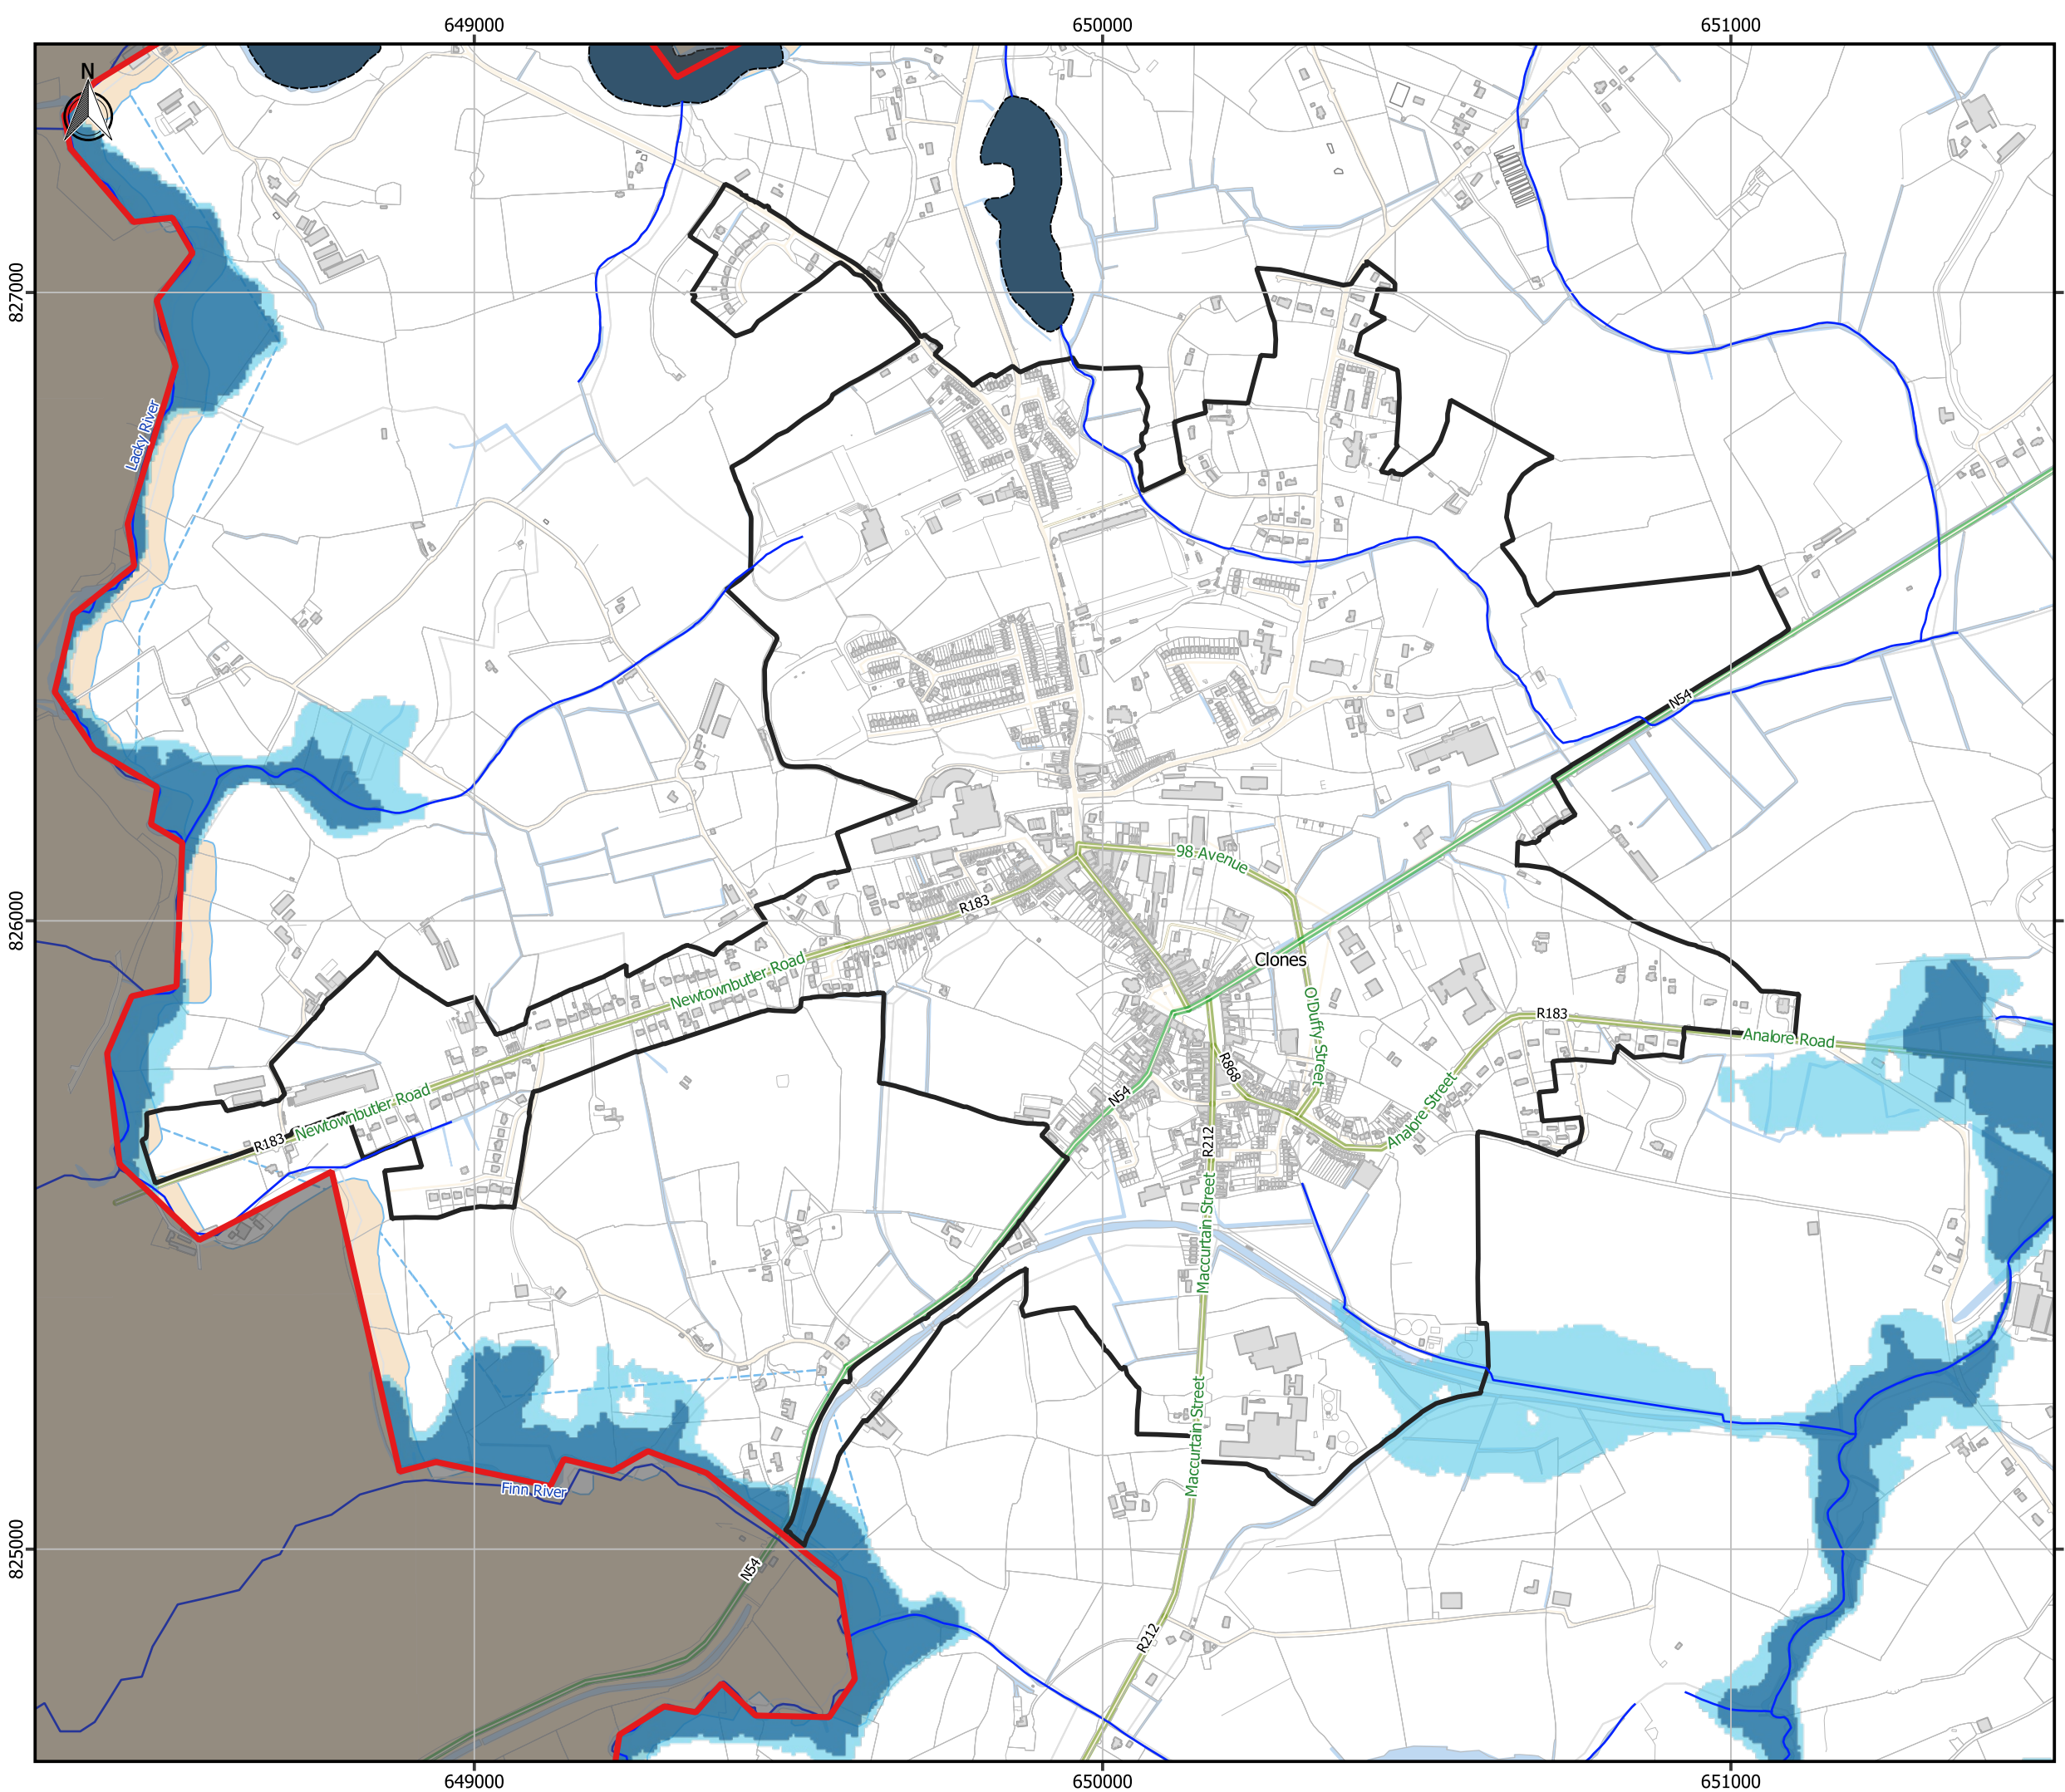 649000
650000
651000
N
827000
Lacky River
N54
826000
98 Avenue
R183
Clones
Newtownbutler Road
O'Duffy Street
R183
Analore Road
R868
N54
Newtownbutler Road
R183
Analore Street
R212
Maccurtain Street
Maccurtain Street
Finn River
825000
N54
R212
649000
650000
651000